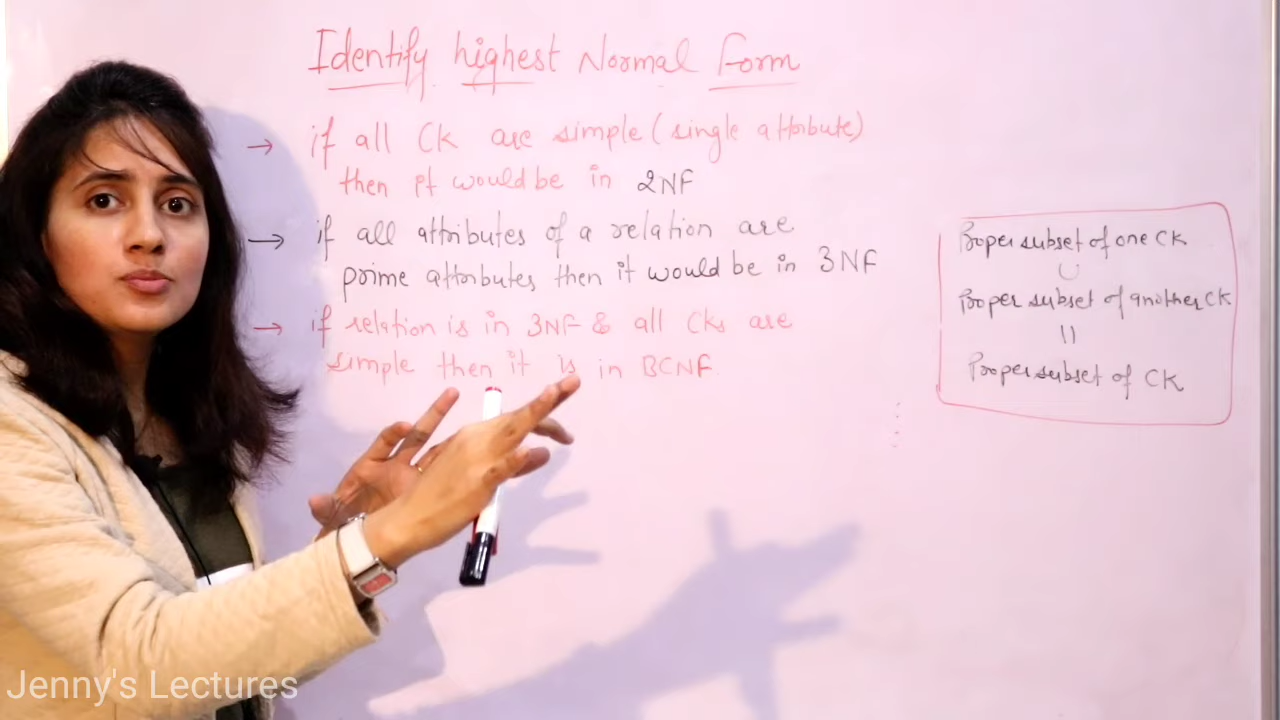 Identify highest Normal Form
→ if all CK are simple (single attribute)
then it would be in 2NF
→ if all attributes of a relation are
prime attributes then it would be in 3NF
→ if relation is in 3NF & all CKs are
simple then it is in BCNF
Proper subset of one CK
∪
Proper subset of another CK
||
Proper subset of CK
Jenny's Lectures